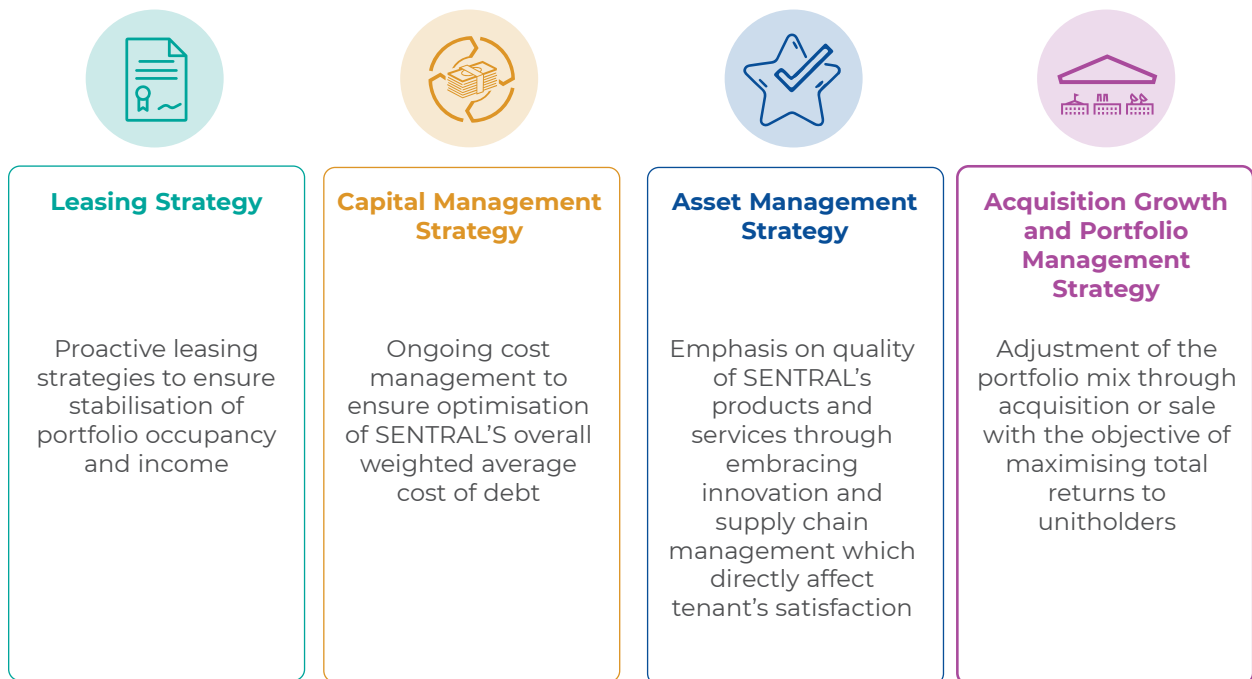 Leasing Strategy
Proactive leasing
strategies to ensure
stabilisation of
portfolio occupancy
and income
Capital Management
Strategy
Ongoing cost
management to
ensure optimisation
of SENTRAL’S overall
weighted average
cost of debt
Asset Management
Strategy
Emphasis on quality
of SENTRAL’s
products and
services through
embracing
innovation and
supply chain
management which
directly affect
tenant’s satisfaction
Acquisition Growth
and Portfolio
Management
Strategy
Adjustment of the
portfolio mix through
acquisition or sale
with the objective of
maximising total
returns to
unitholders